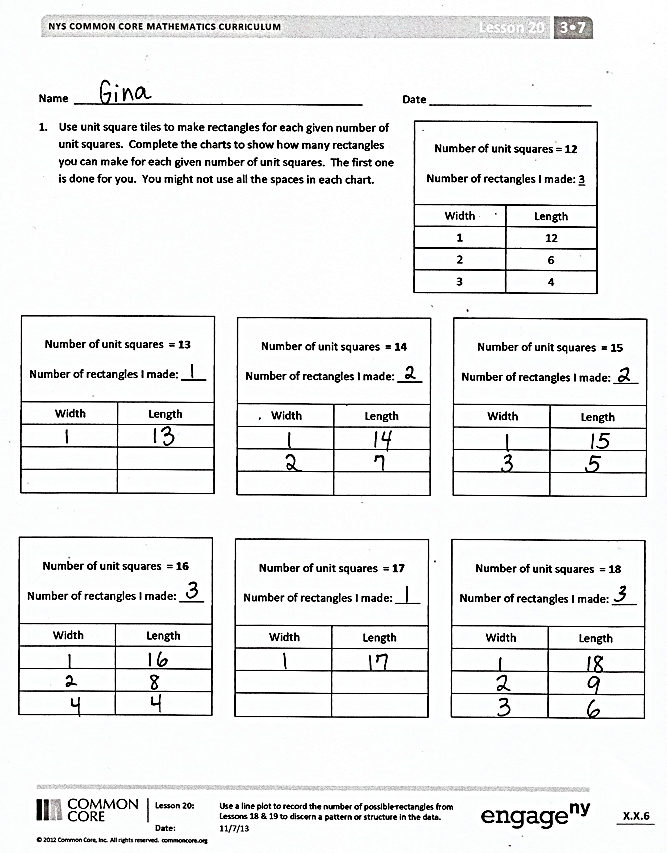 NYS COMMON CORE MATHEMATICS CURRICULUM Lesson 20 3•7
Name Gina Date
1. Use unit square tiles to make rectangles for each given number of
unit squares. Complete the charts to show how many rectangles
you can make for each given number of unit squares. The first one
is done for you. You might not use all the spaces in each chart.
Number of unit squares = 12
Number of rectangles I made: 3
Width Length
1 12
2 6
3 4
Number of unit squares = 13
Number of rectangles I made: 1
Width Length
1 13
Number of unit squares = 14
Number of rectangles I made: 2
Width Length
1 14
2 7
Number of unit squares = 15
Number of rectangles I made: 2
Width Length
1 15
3 5
Number of unit squares = 16
Number of rectangles I made: 3
Width Length
1 16
2 8
4 4
Number of unit squares = 17
Number of rectangles I made: 1
Width Length
1 17
Number of unit squares = 18
Number of rectangles I made: 3
Width Length
1 18
2 9
3 6
COMMON
CORE
Lesson 20:
Date:
Use a line plot to record the number of possible rectangles from
Lessons 18 & 19 to discern a pattern or structure in the data.
11/7/13
engage ny
X.X.6
© 2012 Common Core, Inc. All rights reserved. commoncore.org